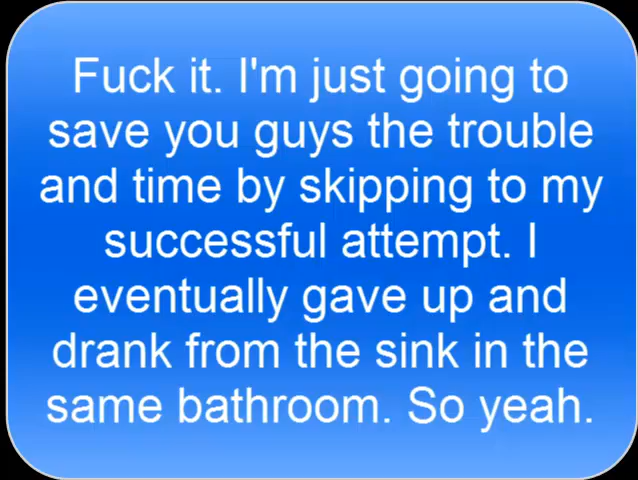 Fuck it. I'm just going to
save you guys the trouble
and time by skipping to my
successful attempt. I
eventually gave up and
drank from the sink in the
same bathroom. So yeah.